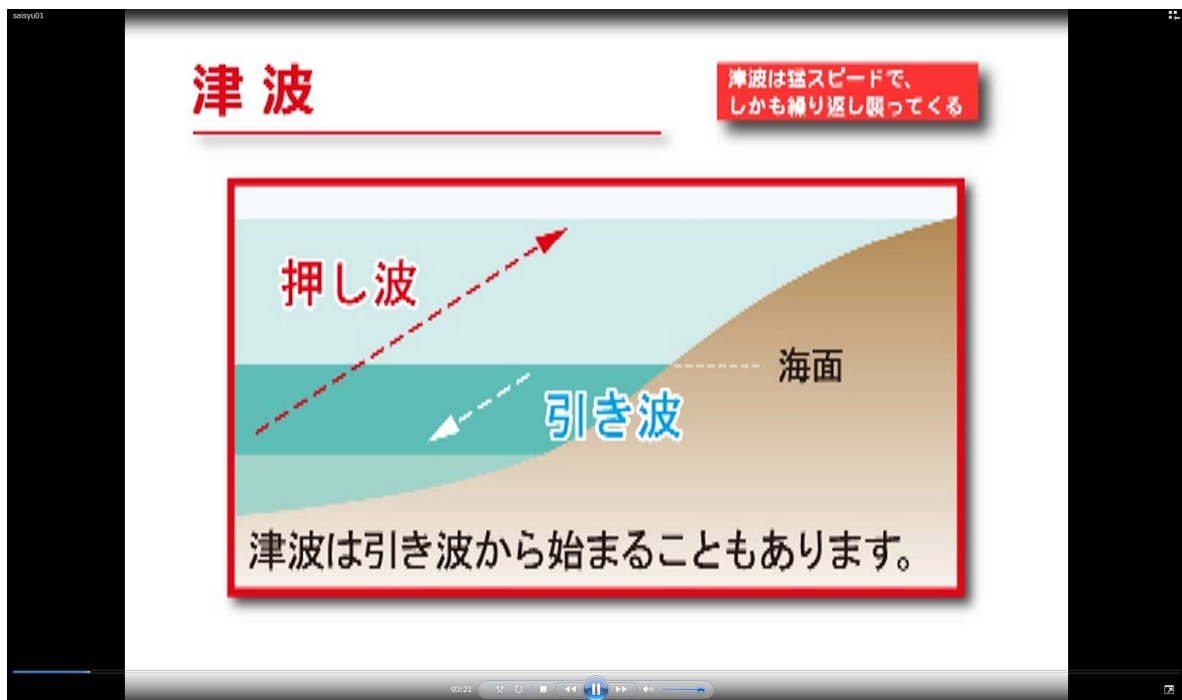 saisyu01
津波
津波は猛スピードで、
しかも繰り返し襲ってくる
押し波
海面
引き波
津波は引き波から始まることもあります。
03:21